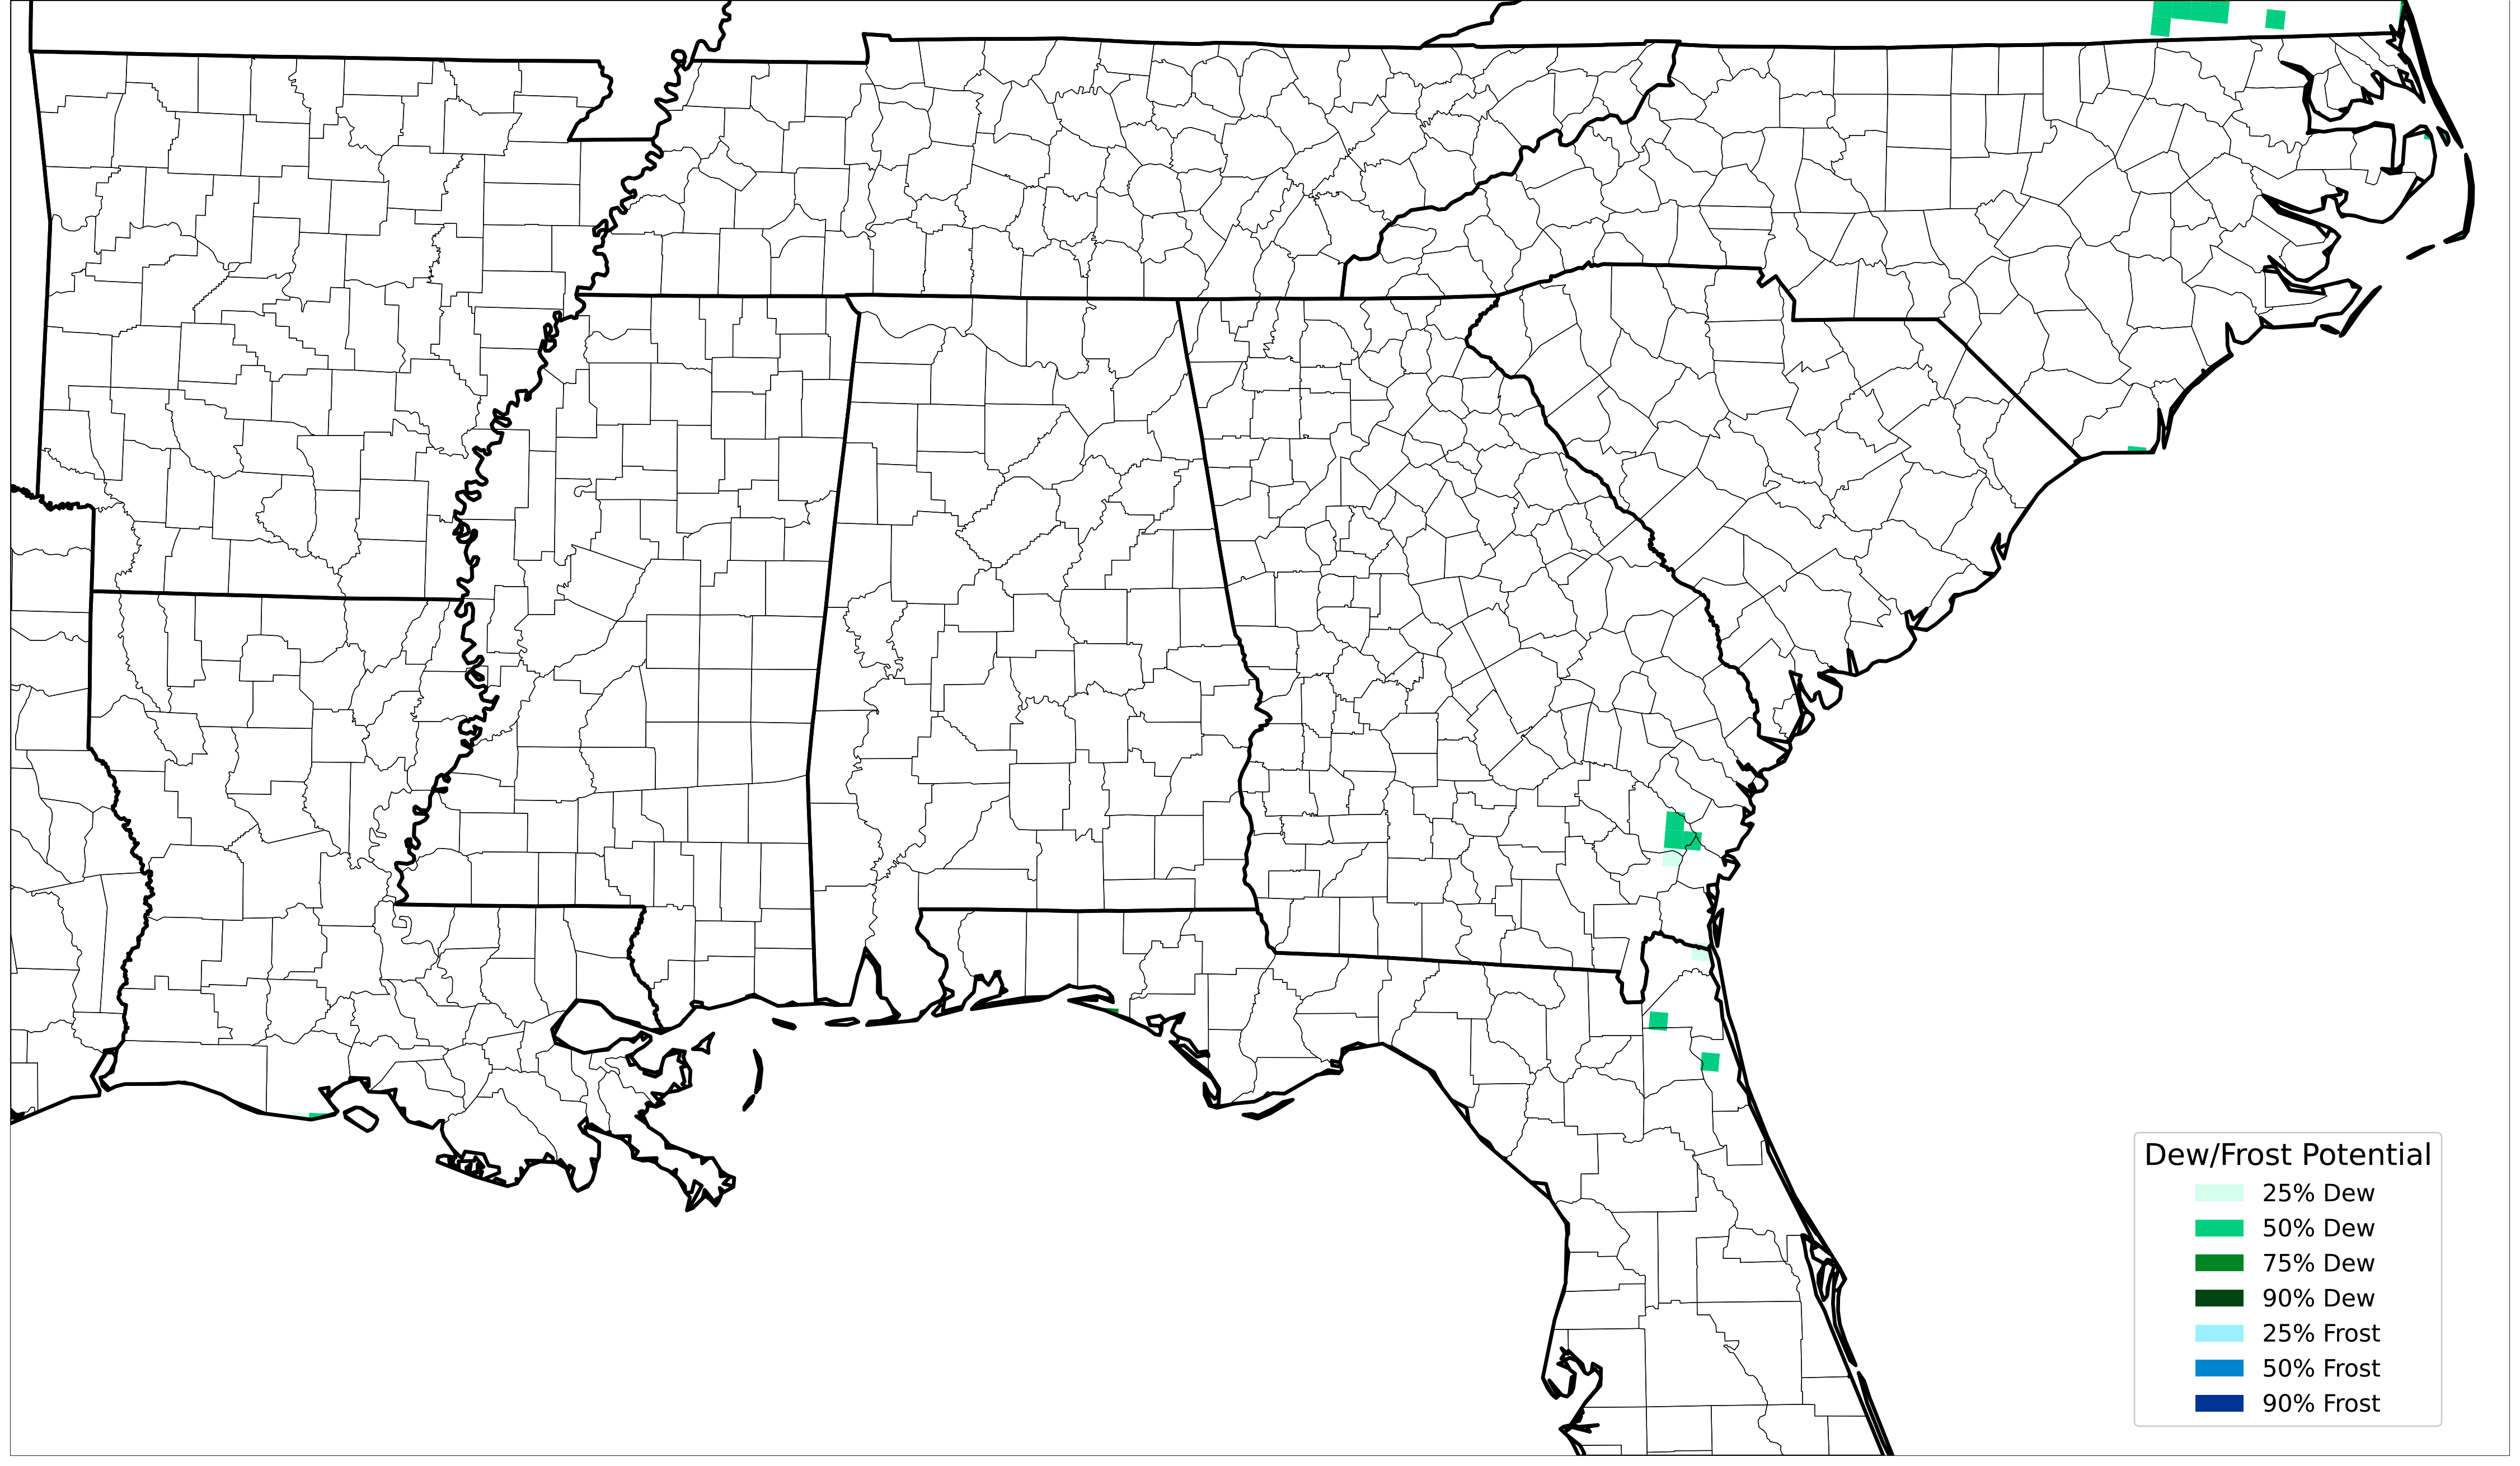 Dew/Frost Potential
25% Dew
50% Dew
75% Dew
90% Dew
25% Frost
50% Frost
90% Frost